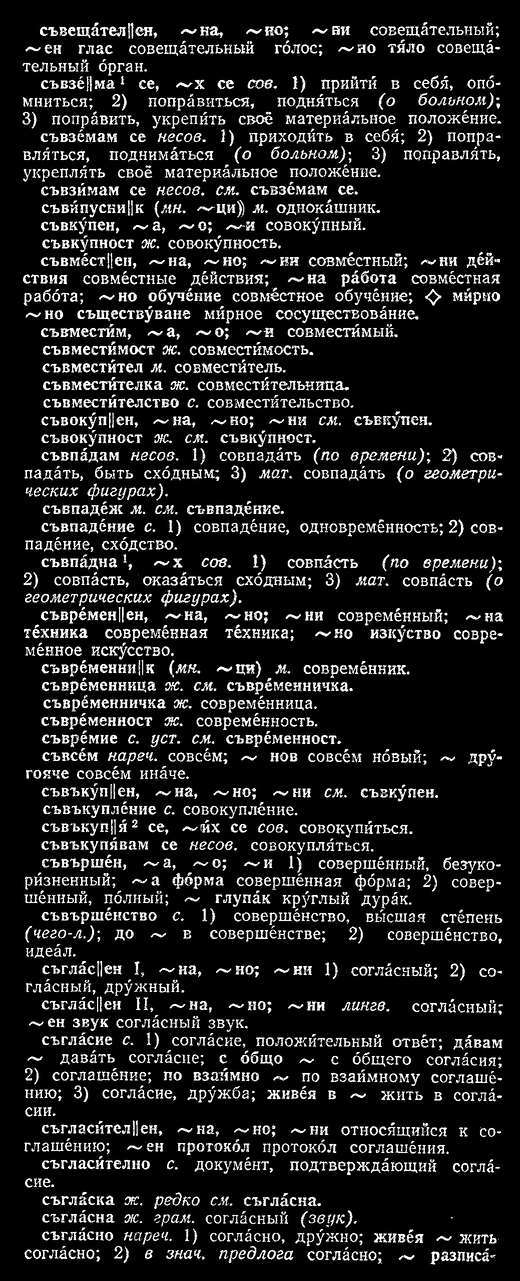 съвеща́тел||ен, ~на, ~но; ~ни совеща́тельный;
~ен глас совеща́тельный го́лос; ~но тя́ло совеща́-
тельный о́рган.
съвзе́||ма¹ се, ~х се сов. 1) прийти́ в себя́, опо́-
мниться; 2) попра́виться, подня́ться (о больном);
3) попра́вить, укрепи́ть своё материа́льное положе́ние.
съвзе́мам се несов. 1) приходи́ть в себя́; 2) попра-
вля́ться, поднима́ться (о больном); 3) поправля́ть,
укрепля́ть своё материа́льное положе́ние.
съвзи́мам се несов. см. съвзе́мам се.
съви́пусни||к (мн. ~ци) м. однока́шник.
съвку́пен, ~а, ~о; ~и совоку́пный.
съвку́пност ж. совоку́пность.
съвме́ст||ен, ~на, ~но; ~ни совме́стный; ~ни де́й-
ствия совме́стные де́йствия; ~на ра́бота совме́стная
рабо́та; ~но обуче́ние совме́стное обуче́ние; ◇ ми́рно
~но съществу́ване ми́рное сосуществова́ние.
съвмести́м, ~а, ~о; ~и совмести́мый.
съвмести́мост ж. совмести́мость.
съвмести́тел м. совмести́тель.
съвмести́телка ж. совмести́тельница.
съвмести́телство с. совмести́тельство.
съвоку́п||ен, ~на, ~но; ~ни см. съвку́пен.
съвоку́пност ж. см. съвку́пност.
съвпа́дам несов. 1) совпада́ть (по времени); 2) сов-
пада́ть, быть схо́дным; 3) мат. совпада́ть (о геометри-
ческих фигурах).
съвпаде́ж м. см. съвпаде́ние.
съвпаде́ние с. 1) совпаде́ние, одновреме́нность; 2) сов-
паде́ние, схо́дство.
съвпа́дна¹, ~х сов. 1) совпа́сть (по времени);
2) совпа́сть, оказа́ться схо́дным; 3) мат. совпа́сть (о
геометрических фигурах).
съвре́мен||ен, ~на, ~но; ~ни совреме́нный; ~на
те́хника совреме́нная те́хника; ~но изку́ство совре-
ме́нное иску́сство.
съвре́менни||к (мн. ~ци) м. совреме́нник.
съвре́менница ж. см. съвре́менничка.
съвре́менничка ж. совреме́нница.
съвре́менност ж. совреме́нность.
съвре́мие с. уст. см. съвре́менност.
съвсе́м нареч. совсе́м; ~ нов совсе́м но́вый; ~ дру́-
гояче совсе́м ина́че.
съвъку́п||ен, ~на, ~но; ~ни см. съвку́пен.
съвъкупле́ние с. совокупле́ние.
съвъкуп||я́² се, ~и́х се сов. совокупи́ться.
съвъкупя́вам се несов. совокупля́ться.
съвърше́н, ~а, ~о; ~и 1) соверше́нный, безуко-
ри́зненный; ~а фо́рма соверше́нная фо́рма; 2) совер-
ше́нный, по́лный; ~ глупа́к кру́глый дура́к.
съвърше́нство с. 1) соверше́нство, вы́сшая сте́пень
(чего-л.); до ~ в соверше́нстве; 2) соверше́нство,
идеа́л.
съгла́с||ен I, ~на, ~но; ~ни 1) согла́сный; 2) со-
гла́сный, дру́жный.
съгла́с||ен II, ~на, ~но; ~ни лингв. согла́сный;
~ен звук согла́сный звук.
съгла́сие с. 1) согла́сие, положи́тельный отве́т; да́вам
~ дава́ть согла́сие; с о́бщо ~ с о́бщего согла́сия;
2) соглаше́ние; по взаи́мно ~ по взаи́мному соглаше́-
нию; 3) согла́сие, дру́жба; живе́я в ~ жить в согла́-
сии.
съгласи́тел||ен, ~на, ~но; ~ни относя́щийся к со-
глаше́нию; ~ен протоко́л протоко́л соглаше́ния.
съгласи́телно с. докуме́нт, подтвержда́ющий согла́-
сие.
съгла́ска ж. редко см. съгла́сна.
съгла́сна ж. грам. согла́сный (звук).
съгла́сно нареч. 1) согла́сно, дру́жно; живе́я ~ жить
согла́сно; 2) в знач. предлога согла́сно; ~ разписа́-